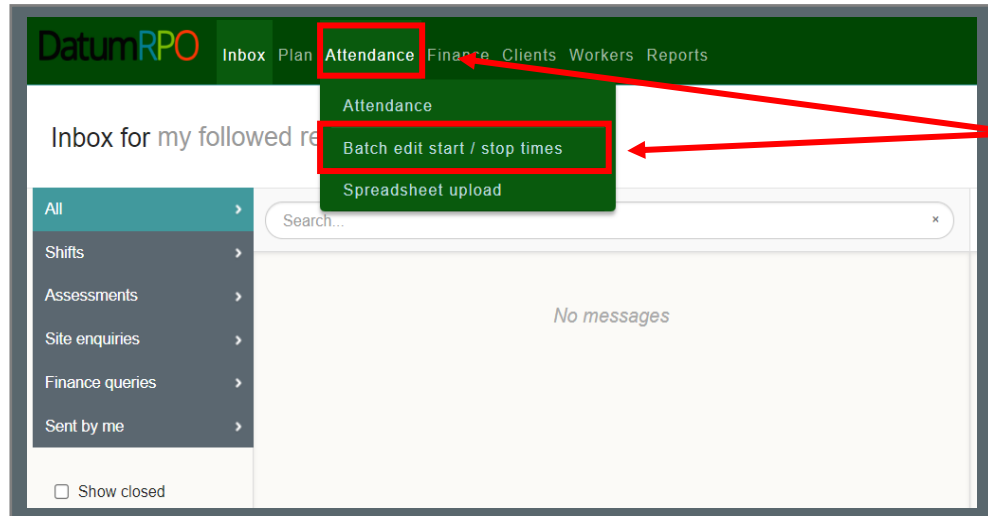 DatumRPO Inbox Plan Attendance Finance Clients Workers Reports
Attendance
Inbox for my followed re
Batch edit start / stop times
Spreadsheet upload
All
Search... ×
Shifts
Assessments
No messages
Site enquiries
Finance queries
Sent by me
Show closed